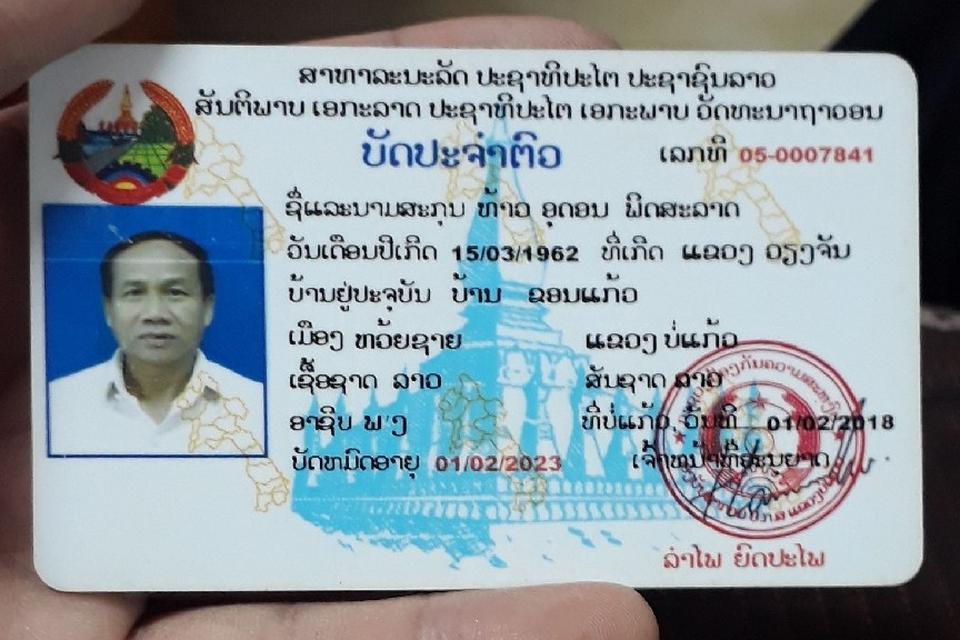 ສາທາລະນະລັດ ປະຊາທິປະໄຕ ປະຊາຊົນລາວ
ສັນຕິພາບ ເອກະລາດ ປະຊາທິປະໄຕ ເອກະພາບ ວັດທະນາຖາວອນ
ບັດປະຈຳຕົວ ເລກທີ 05-0007841
ຊື່ແລະນາມສະກຸນ ທ້າວ ອຸດອນ ພິດສະລາດ
ວັນເດືອນປີເກີດ 15/03/1962 ທີ່ເກີດ ແຂວງ ວຽງຈັນ
ບ້ານຢູ່ປະຈຸບັນ ບ້ານ ຂອນແກ້ວ
ເມືອງ ຫວ້ຍຊາຍ ແຂວງ ບໍ່ແກ້ວ
ເຊື້ອຊາດ ລາວ ສັນຊາດ ລາວ
ອາຊີບ ພ/ງ ທີ່ບໍ່ແກ້ວ, ວັນທີ 01/02/2018
ບັດຫມົດອາຍຸ 01/02/2023 ເຈົ້າຫນ້າທີ່ອະນຸຍາດ
ລຳໄພ ຍົດປະໄພ